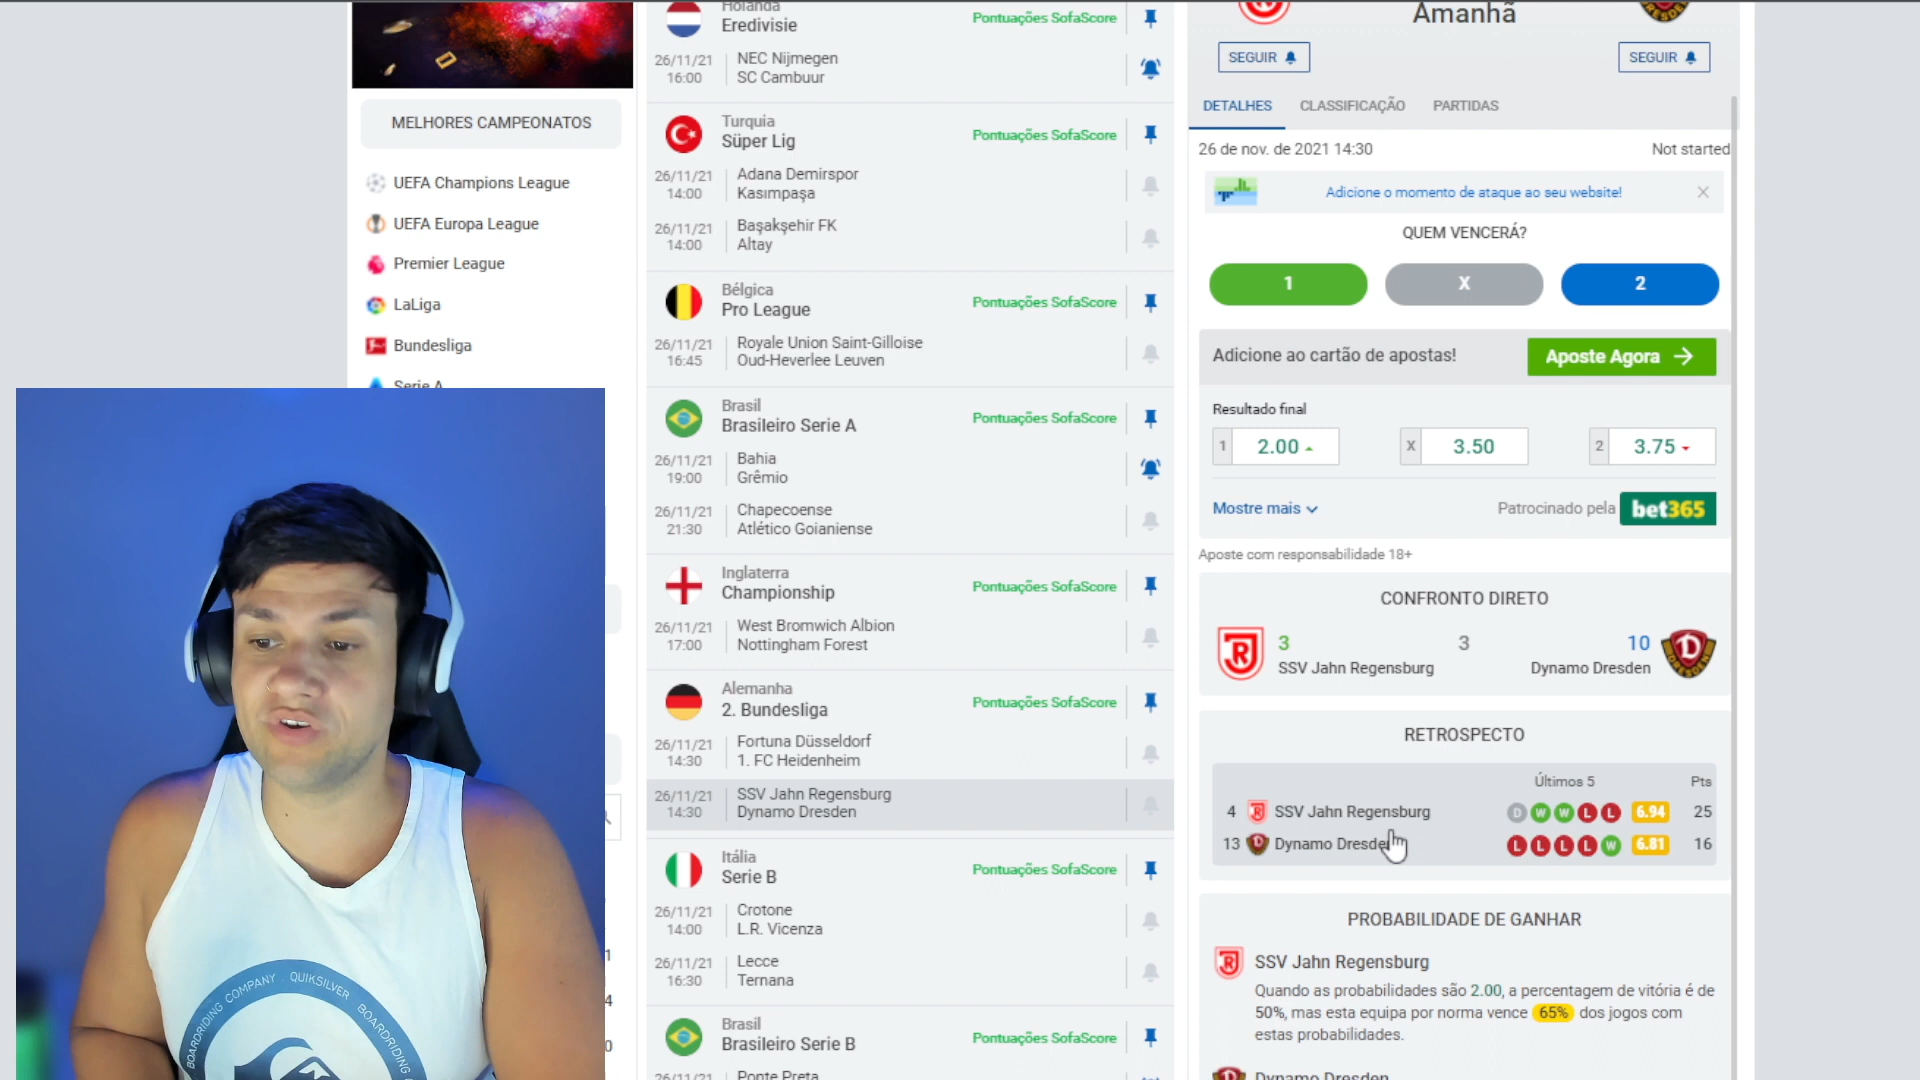 MELHORES CAMPEONATOS
UEFA Champions League
UEFA Europa League
Premier League
LaLiga
Bundesliga
Serie A
BOARDRIDING COMPANY QUIKSILVER BOARDRIDING
Holanda
Eredivisie
Pontuações SofaScore
26/11/21
16:00
NEC Nijmegen
SC Cambuur
Turquia
Süper Lig
Pontuações SofaScore
26/11/21
14:00
Adana Demirspor
Kasımpaşa
26/11/21
14:00
Başakşehir FK
Altay
Bélgica
Pro League
Pontuações SofaScore
26/11/21
16:45
Royale Union Saint-Gilloise
Oud-Heverlee Leuven
Brasil
Brasileiro Serie A
Pontuações SofaScore
26/11/21
19:00
Bahia
Grêmio
26/11/21
21:30
Chapecoense
Atlético Goianiense
Inglaterra
Championship
Pontuações SofaScore
26/11/21
17:00
West Bromwich Albion
Nottingham Forest
Alemanha
2. Bundesliga
Pontuações SofaScore
26/11/21
14:30
Fortuna Düsseldorf
1. FC Heidenheim
26/11/21
14:30
SSV Jahn Regensburg
Dynamo Dresden
Itália
Serie B
Pontuações SofaScore
26/11/21
14:00
Crotone
L.R. Vicenza
26/11/21
16:30
Lecce
Ternana
Brasil
Brasileiro Serie B
Pontuações SofaScore
26/11/21
Ponte Preta
Amanhã
SEGUIR
SEGUIR
DETALHES CLASSIFICAÇÃO PARTIDAS
26 de nov. de 2021 14:30 Not started
Adicione o momento de ataque ao seu website!
QUEM VENCERÁ?
1 X 2
Adicione ao cartão de apostas! Aposte Agora
Resultado final
1 2.00 X 3.50 2 3.75
Mostre mais Patrocinado pela bet365
Aposte com responsabilidade 18+
CONFRONTO DIRETO
3 3 10
SSV Jahn Regensburg Dynamo Dresden
RETROSPECTO
Últimos 5 Pts
4 SSV Jahn Regensburg D W W L L 6.94 25
13 Dynamo Dresden L L L L W 6.81 16
PROBABILIDADE DE GANHAR
SSV Jahn Regensburg
Quando as probabilidades são 2.00, a percentagem de vitória é de
50%, mas esta equipa por norma vence 65% dos jogos com
estas probabilidades.
Dynamo Dresden